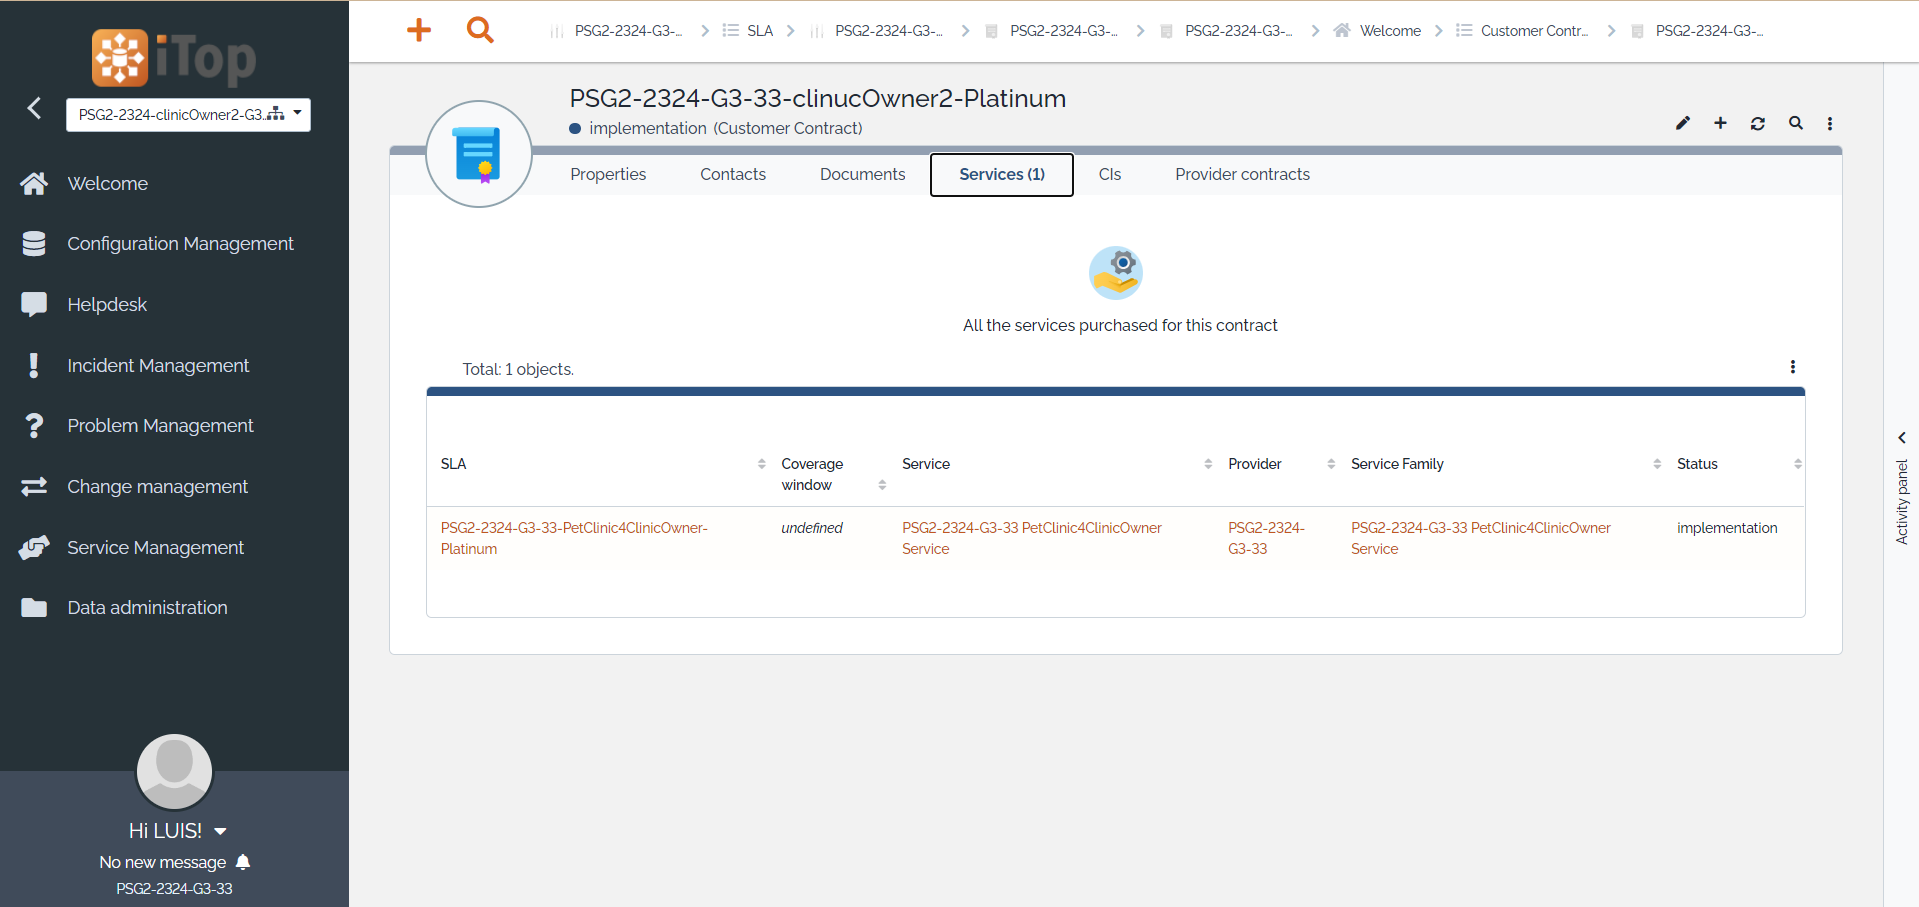 iTop
PSG2-2324-clinicOwner2-G3...
Welcome
Configuration Management
Helpdesk
Incident Management
Problem Management
Change management
Service Management
Data administration
Hi LUIS!
No new message
PSG2-2324-G3-33
PSG2-2324-G3-... SLA PSG2-2324-G3-... PSG2-2324-G3-... PSG2-2324-G3-... Welcome Customer Contr... PSG2-2324-G3-...
PSG2-2324-G3-33-clinucOwner2-Platinum
implementation (Customer Contract)
Properties Contacts Documents Services (1) CIs Provider contracts
All the services purchased for this contract
Total: 1 objects.
SLA Coverage window Service Provider Service Family Status
PSG2-2324-G3-33-PetClinic4ClinicOwner- undefined PSG2-2324-G3-33 PetClinic4ClinicOwner PSG2-2324- PSG2-2324-G3-33 PetClinic4ClinicOwner implementation
Platinum Service G3-33 Service
Activity panel